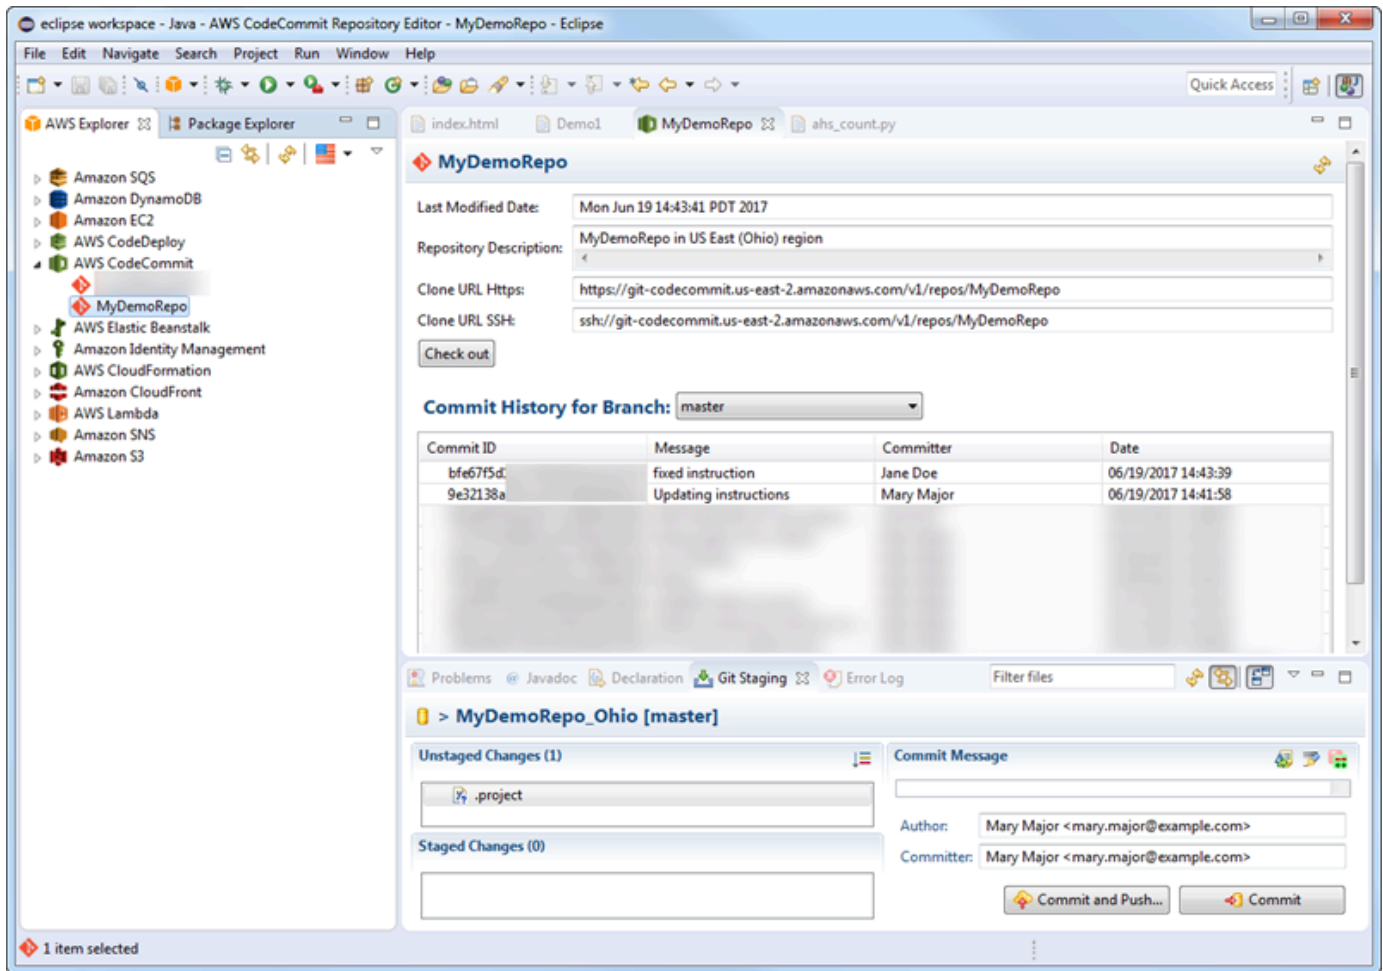 eclipse workspace - Java - AWS CodeCommit Repository Editor - MyDemoRepo - Eclipse
File Edit Navigate Search Project Run Window Help
Quick Access
AWS Explorer Package Explorer
Amazon SQS
Amazon DynamoDB
Amazon EC2
AWS CodeDeploy
AWS CodeCommit
MyDemoRepo
AWS Elastic Beanstalk
Amazon Identity Management
AWS CloudFormation
Amazon CloudFront
AWS Lambda
Amazon SNS
Amazon S3
index.html Demo1 MyDemoRepo ahs_count.py
MyDemoRepo
Last Modified Date: Mon Jun 19 14:43:41 PDT 2017
Repository Description: MyDemoRepo in US East (Ohio) region
Clone URL Https: https://git-codecommit.us-east-2.amazonaws.com/v1/repos/MyDemoRepo
Clone URL SSH: ssh://git-codecommit.us-east-2.amazonaws.com/v1/repos/MyDemoRepo
Check out
Commit History for Branch: master
Commit ID Message Committer Date
bfe67f5d fixed instruction Jane Doe 06/19/2017 14:43:39
9e32138a Updating instructions Mary Major 06/19/2017 14:41:58
Problems @ Javadoc Declaration Git Staging Error Log Filter files
> MyDemoRepo_Ohio [master]
Unstaged Changes (1)
.project
Staged Changes (0)
Commit Message
Author: Mary Major <mary.major@example.com>
Committer: Mary Major <mary.major@example.com>
Commit and Push... Commit
1 item selected